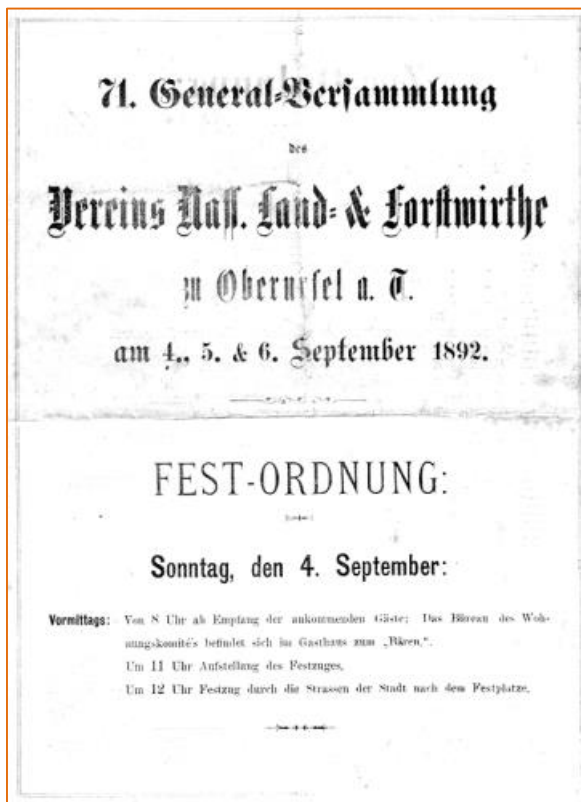 71. General-Versammlung
des
Vereins Nass. Land- & Forstwirthe
zu Oberursel a. T.
am 4., 5. & 6. September 1892.
FEST-ORDNUNG:
Sonntag, den 4. September:
Vormittags: Von 8 Uhr ab Empfang der ankommenden Gäste; Das Büreau des Woh-
nungskomité's befindet sich im Gasthaus zum „Bären.".
Um 11 Uhr Aufstellung des Festzuges,
Um 12 Uhr Festzug durch die Strassen der Stadt nach dem Festplatze.